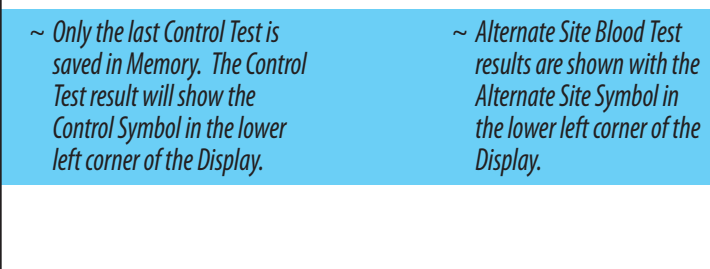 ~ Only the last Control Test is
saved in Memory. The Control
Test result will show the
Control Symbol in the lower
left corner of the Display.
~ Alternate Site Blood Test
results are shown with the
Alternate Site Symbol in
the lower left corner of the
Display.